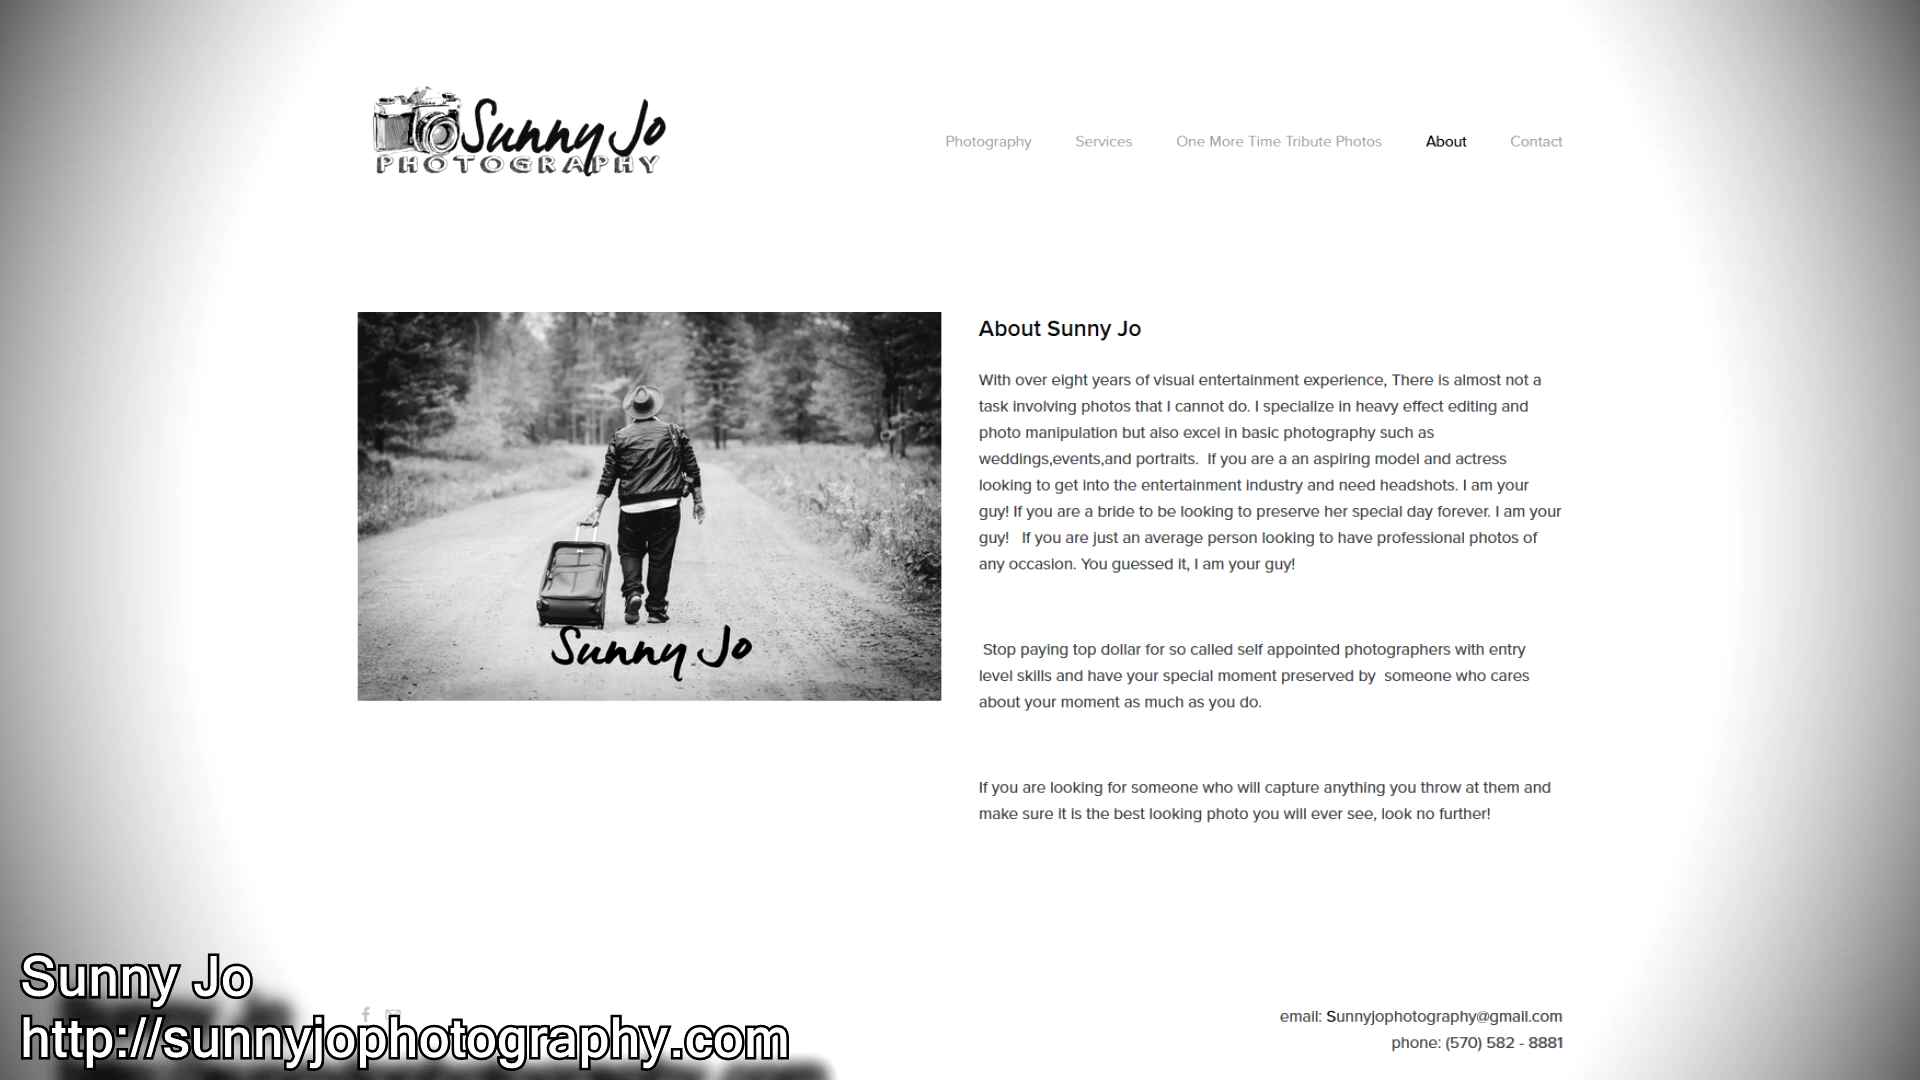 Sunny Jo
PHOTOGRAPHY
Photography Services One More Time Tribute Photos About Contact
About Sunny Jo
With over eight years of visual entertainment experience, There is almost not a
task involving photos that I cannot do. I specialize in heavy effect editing and
photo manipulation but also excel in basic photography such as
weddings,events,and portraits.  If you are a an aspiring model and actress
looking to get into the entertainment industry and need headshots. I am your
guy! If you are a bride to be looking to preserve her special day forever. I am your
guy!   If you are just an average person looking to have professional photos of
any occasion. You guessed it, I am your guy!
Stop paying top dollar for so called self appointed photographers with entry
level skills and have your special moment preserved by  someone who cares
about your moment as much as you do.
If you are looking for someone who will capture anything you throw at them and
make sure it is the best looking photo you will ever see, look no further!
Sunny Jo
email: Sunnyjophotography@gmail.com
phone: (570) 582 - 8881
Sunny Jo
http://sunnyjophotography.com